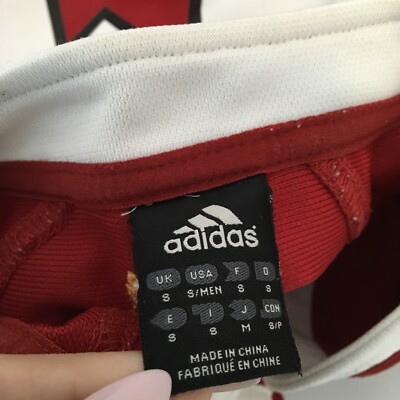 adidas
UK USA F D
S S/MEN S S
E I J CDN
S S M S/P
MADE IN CHINA
FABRIQUÉ EN CHINE